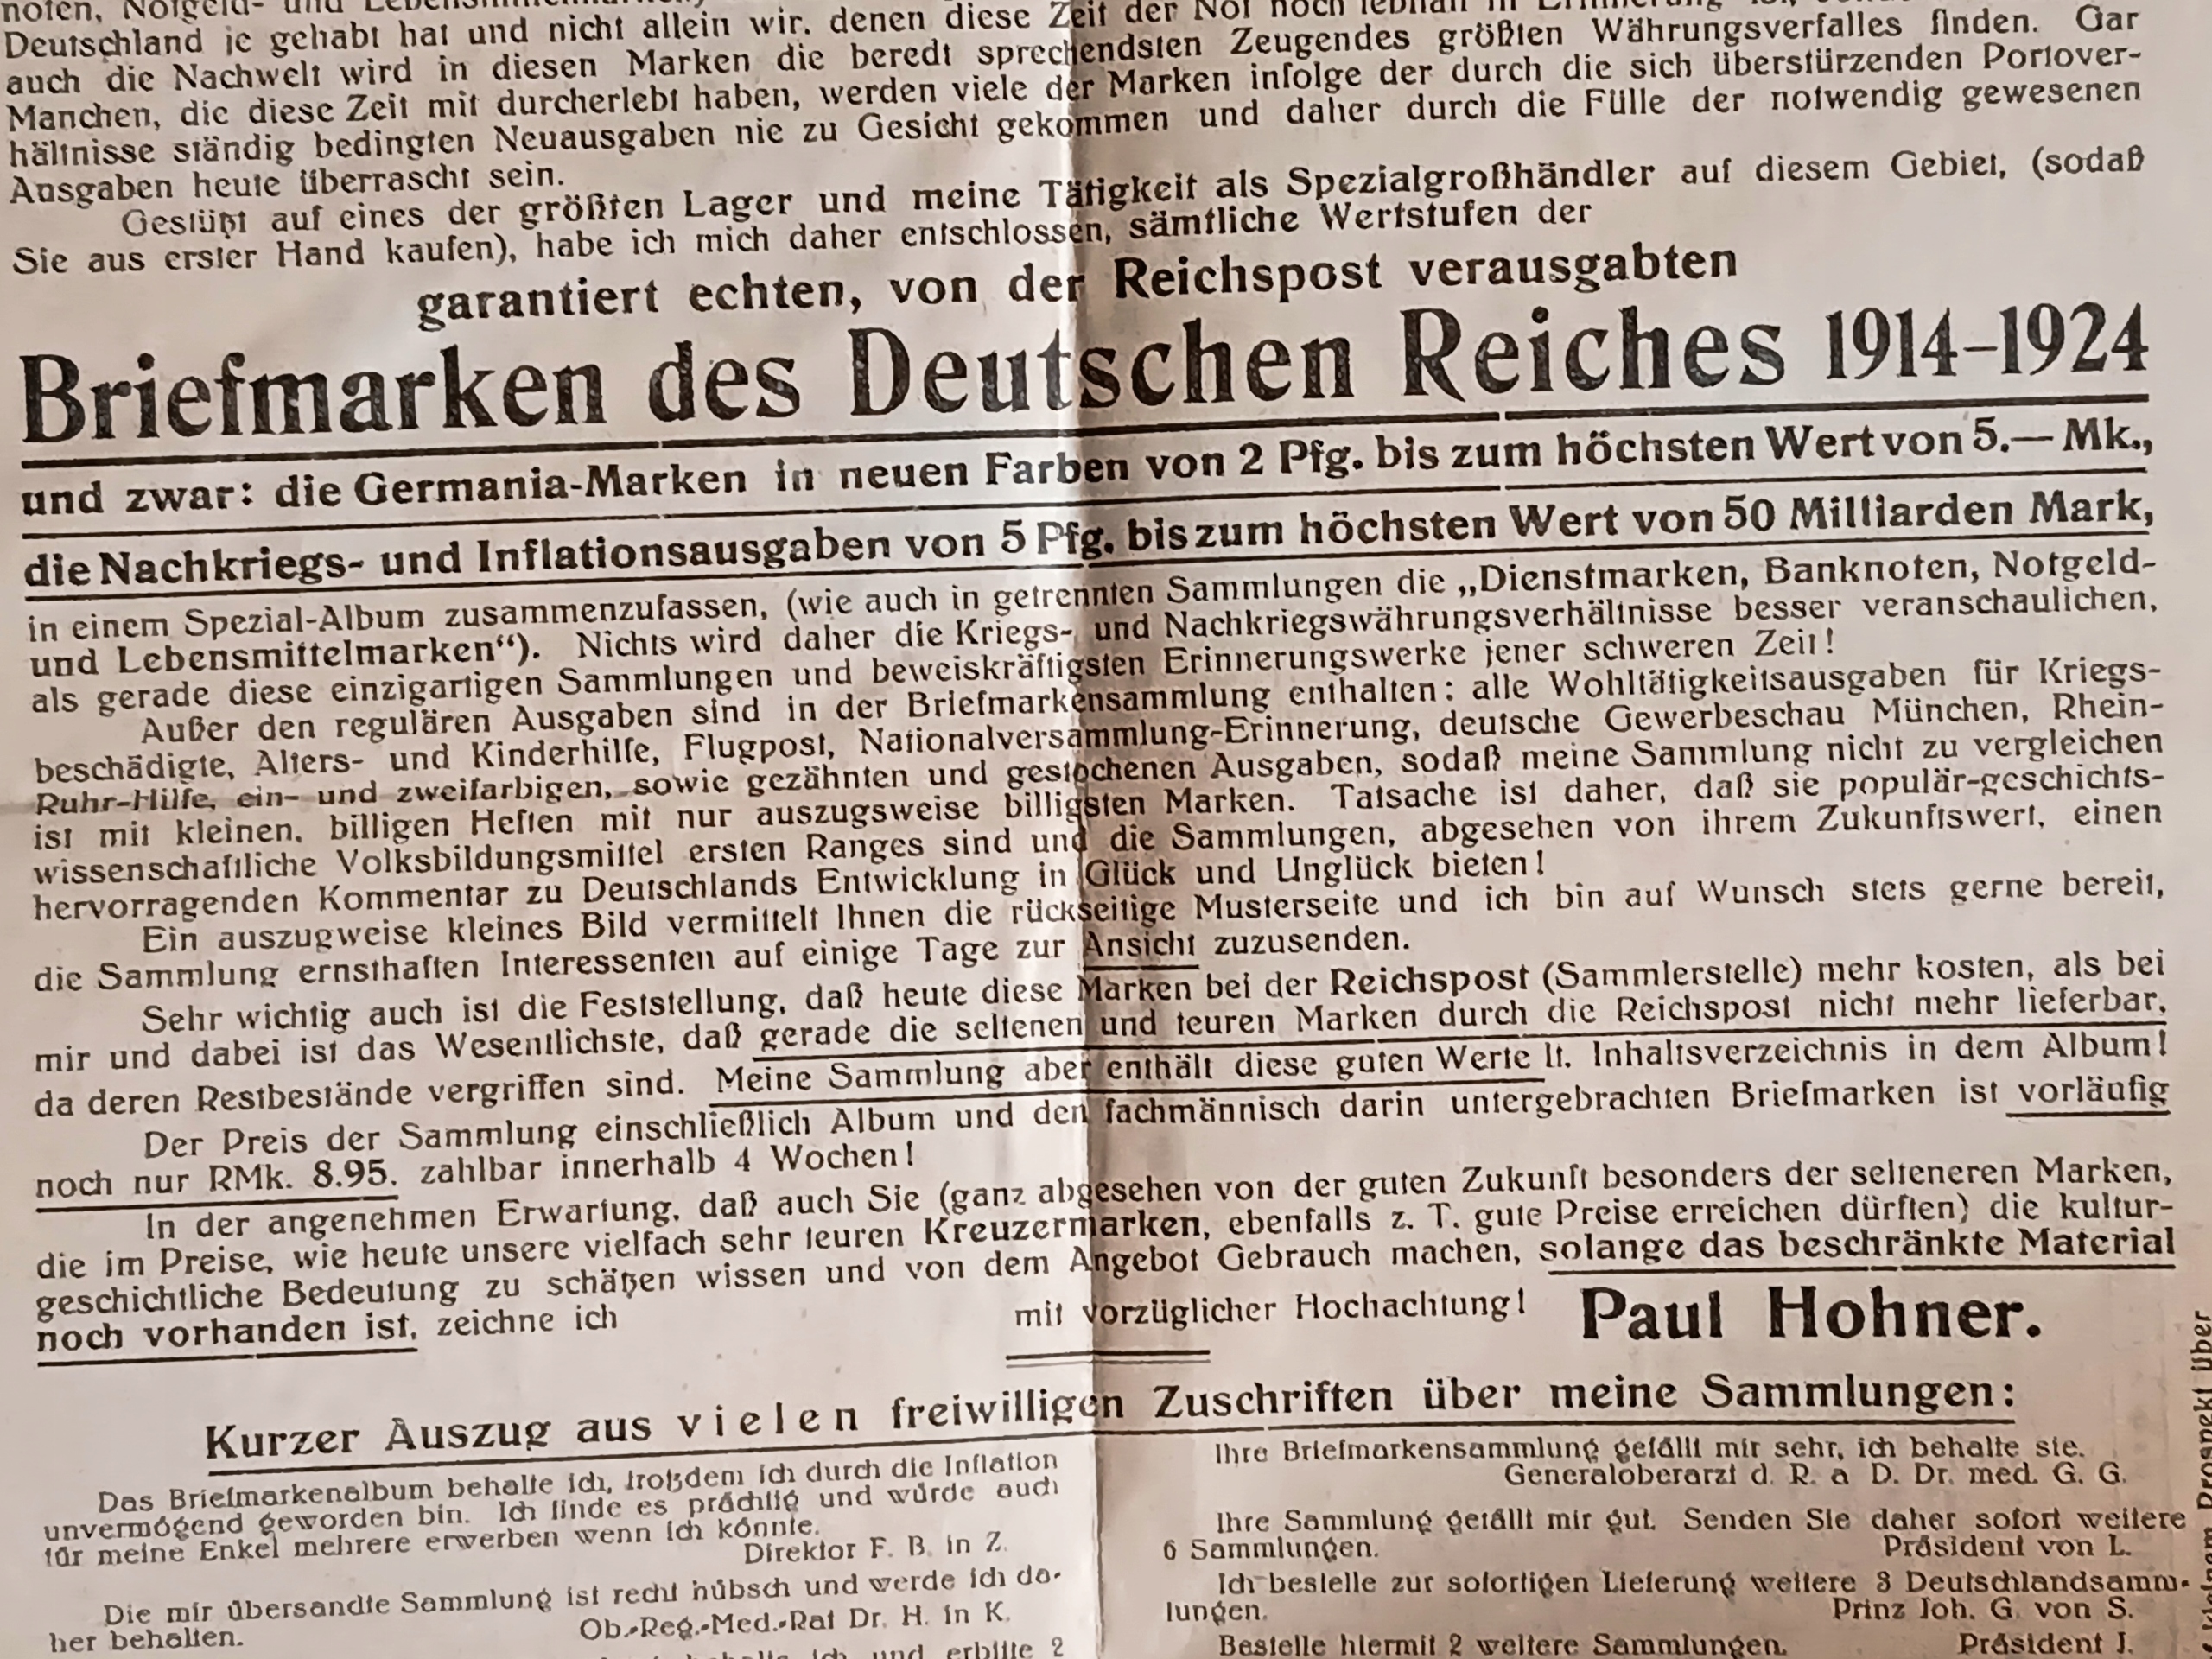 noten, Notgeld- und
Deutschland je gehabt hat und nicht allein wir, denen diese Zeit der Not noch lebhaft in
auch die Nachwelt wird in diesen Marken die beredt sprechendsten Zeugendes größten Währungsverfalles finden. Gar
Manchen, die diese Zeit mit durcherlebt haben, werden viele der Marken infolge der durch die sich überstürzenden Portover-
hältnisse ständig bedingten Neuausgaben nie zu Gesicht gekommen und daher durch die Fülle der notwendig gewesenen
Ausgaben heute überrascht sein.
Gestützt auf eines der größten Lager und meine Tätigkeit als Spezialgroßhändler auf diesem Gebiet, (sodaß
Sie aus erster Hand kaufen), habe ich mich daher entschlossen, sämtliche Wertstufen der
garantiert echten, von der Reichspost verausgabten
Briefmarken des Deutschen Reiches 1914–1924
und zwar: die Germania-Marken in neuen Farben von 2 Pfg. bis zum höchsten Wert von 5.— Mk.,
die Nachkriegs- und Inflationsausgaben von 5 Pfg. bis zum höchsten Wert von 50 Milliarden Mark,
in einem Spezial-Album zusammenzufassen, (wie auch in getrennten Sammlungen die „Dienstmarken, Banknoten, Notgeld-
und Lebensmittelmarken“). Nichts wird daher die Kriegs- und Nachkriegswährungsverhältnisse besser veranschaulichen,
als gerade diese einzigartigen Sammlungen und beweiskräftigsten Erinnerungswerke jener schweren Zeit!
Außer den regulären Ausgaben sind in der Briefmarkensammlung enthalten: alle Wohltätigkeitsausgaben für Kriegs-
beschädigte, Alters- und Kinderhilfe, Flugpost, Nationalversammlung-Erinnerung, deutsche Gewerbeschau München, Rhein-
Ruhr-Hilfe, ein- und zweifarbigen, sowie gezähnten und gestochenen Ausgaben, sodaß meine Sammlung nicht zu vergleichen
ist mit kleinen, billigen Heften mit nur auszugsweise billigsten Marken. Tatsache ist daher, daß sie populär-geschichts-
wissenschaftliche Volksbildungsmittel ersten Ranges sind und die Sammlungen, abgesehen von ihrem Zukunftswert, einen
hervorragenden Kommentar zu Deutschlands Entwicklung in Glück und Unglück bieten!
Ein auszugweise kleines Bild vermittelt Ihnen die rückseitige Musterseite und ich bin auf Wunsch stets gerne bereit,
die Sammlung ernsthaften Interessenten auf einige Tage zur Ansicht zuzusenden.
Sehr wichtig auch ist die Feststellung, daß heute diese Marken bei der Reichspost (Sammlerstelle) mehr kosten, als bei
mir und dabei ist das Wesentlichste, daß gerade die seltenen und teuren Marken durch die Reichspost nicht mehr lieferbar,
da deren Restbestände vergriffen sind. Meine Sammlung aber enthält diese guten Werte lt. Inhaltsverzeichnis in dem Album!
Der Preis der Sammlung einschließlich Album und den fachmännisch darin untergebrachten Briefmarken ist vorläufig
noch nur RMk. 8.95. zahlbar innerhalb 4 Wochen!
In der angenehmen Erwartung, daß auch Sie (ganz abgesehen von der guten Zukunft besonders der selteneren Marken,
die im Preise, wie heute unsere vielfach sehr teuren Kreuzermarken, ebenfalls z. T. gute Preise erreichen dürften) die kultur-
geschichtliche Bedeutung zu schätzen wissen und von dem Angebot Gebrauch machen, solange das beschränkte Material
noch vorhanden ist, zeichne ich
mit vorzüglicher Hochachtung!
Paul Hohner.
Kurzer Auszug aus vielen freiwilligen Zuschriften über meine Sammlungen:
Das Briefmarkenalbum behalte ich, trotzdem ich durch die Inflation
unvermögend geworden bin. Ich finde es prächtig und würde auch
für meine Enkel mehrere erwerben wenn ich könnte.
Direktor F. B. in Z.
Die mir übersandte Sammlung ist recht hübsch und werde ich da-
her behalten.
Ob.-Reg.-Med.-Rat Dr. H. in K.
ich und erbitte 2
Ihre Briefmarkensammlung gefällt mir sehr, ich behalte sie.
Generaloberarzt d. R. a D. Dr. med. G. G.
Ihre Sammlung gefällt mir gut. Senden Sie daher sofort weitere
6 Sammlungen.
Präsident von L.
Ich bestelle zur sofortigen Lieferung weitere 3 Deutschlandsamm-
lungen.
Prinz Joh. G. von S.
Bestelle hiermit 2 weitere Sammlungen.
Präsident J.
Prospekt über